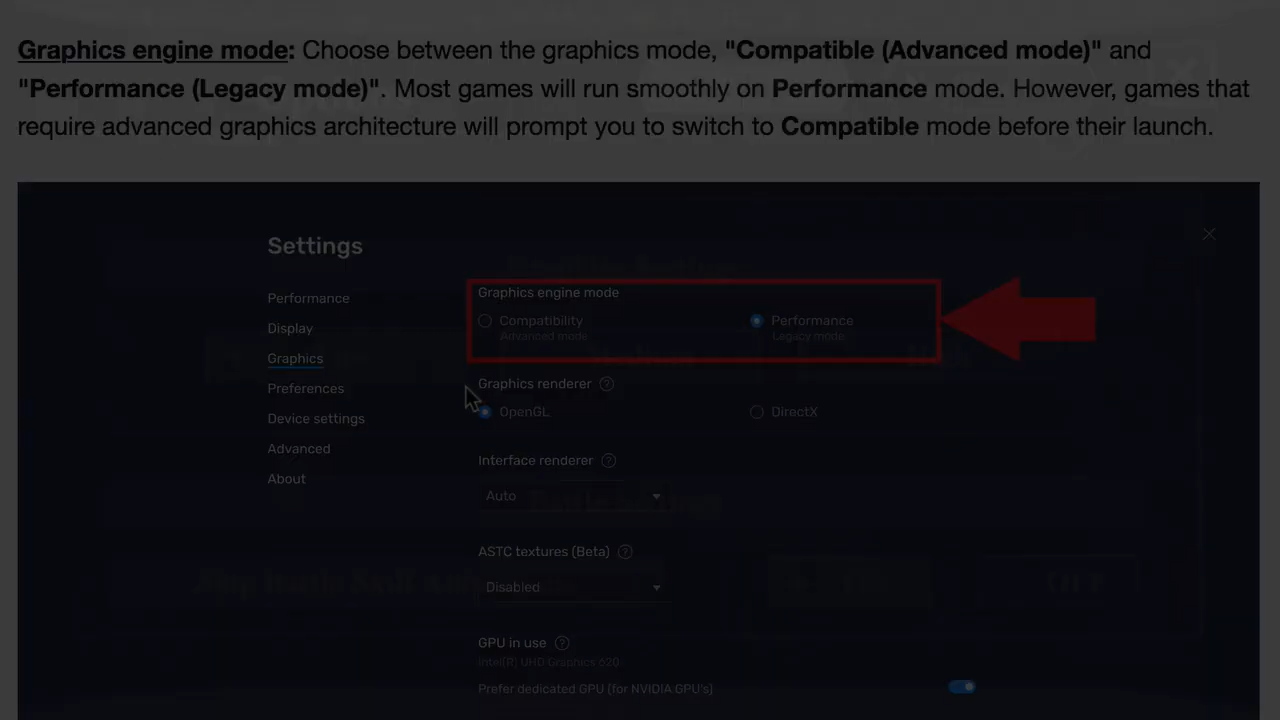 Graphics engine mode: Choose between the graphics mode, "Compatible (Advanced mode)" and
"Performance (Legacy mode)". Most games will run smoothly on Performance mode. However, games that
require advanced graphics architecture will prompt you to switch to Compatible mode before their launch.
Settings
Performance
Display
Graphics
Preferences
Device settings
Advanced
About
Graphics engine mode
Compatibility
Advanced mode
Performance
Legacy mode
Graphics renderer ?
OpenGL
DirectX
Interface renderer ?
Auto
ASTC textures (Beta) ?
Disabled
GPU in use ?
Intel(R) UHD Graphics 620
Prefer dedicated GPU (for NVIDIA GPU's)